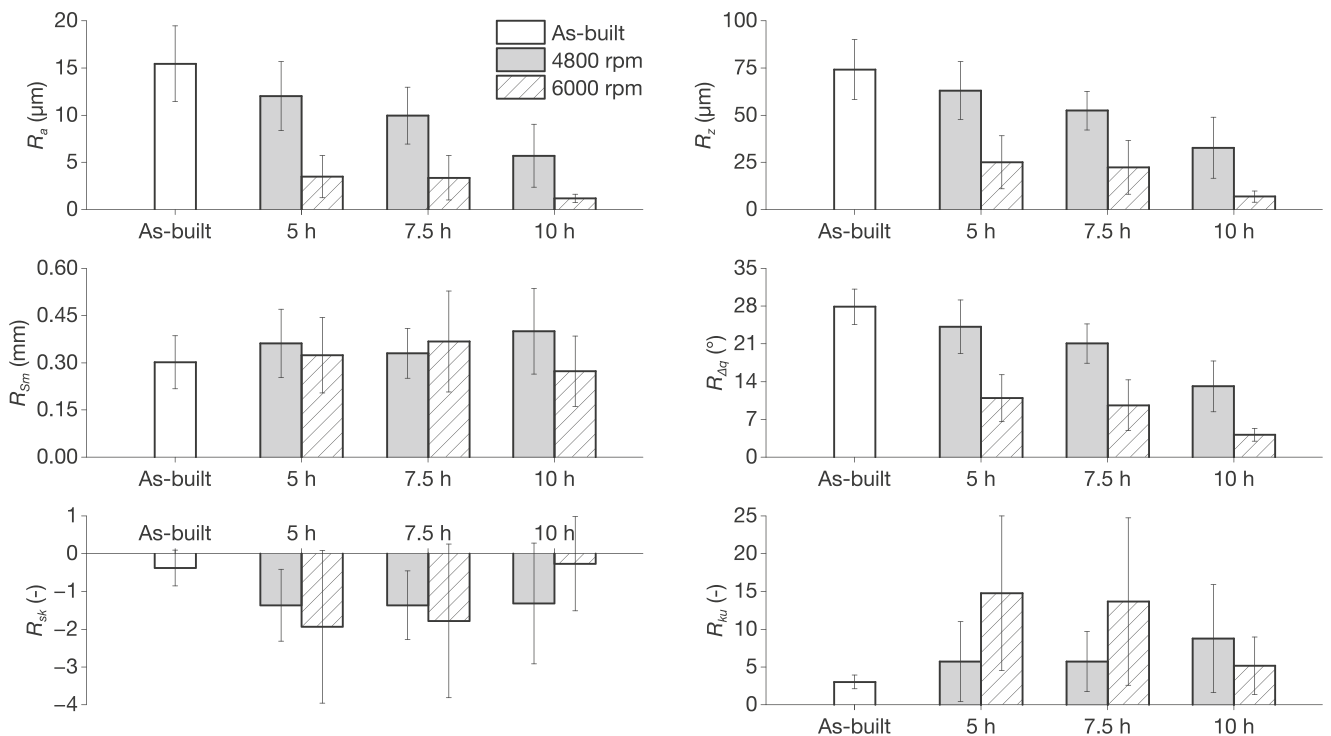 20
15
10
5
0
Ra (µm)
As-built
5 h
7.5 h
10 h
As-built
4800 rpm
6000 rpm
100
75
50
25
0
Rz (µm)
As-built
5 h
7.5 h
10 h
0.60
0.45
0.30
0.15
0.00
RSm (mm)
As-built
5 h
7.5 h
10 h
35
28
21
14
7
0
RΔq (°)
As-built
5 h
7.5 h
10 h
1
0
−1
−2
−3
−4
Rsk (-)
As-built
5 h
7.5 h
10 h
25
20
15
10
5
0
Rku (-)
As-built
5 h
7.5 h
10 h